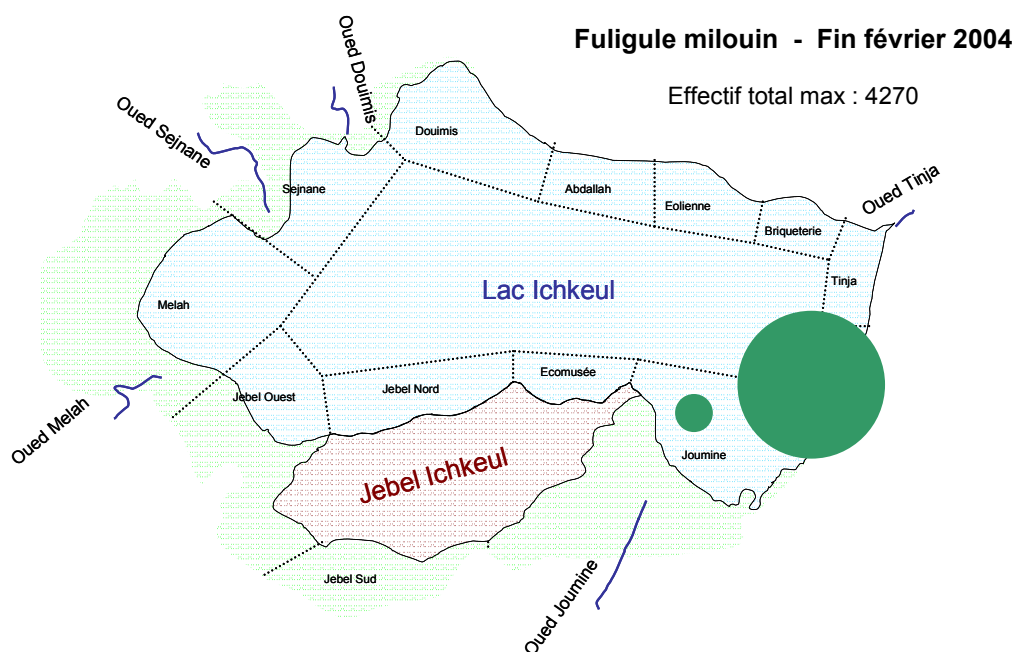 Fuligule milouin - Fin février 2004
Effectif total max : 4270
Oued Douimis
Oued Sejnane
Douimis
Sejnane
Abdallah
Eolienne
Oued Tinja
Briqueterie
Tinja
Lac Ichkeul
Melah
Ecomusée
Jebel Nord
Jebel Ouest
Oued Melah
Joumine
Jebel Ichkeul
Jebel Sud
Oued Joumine